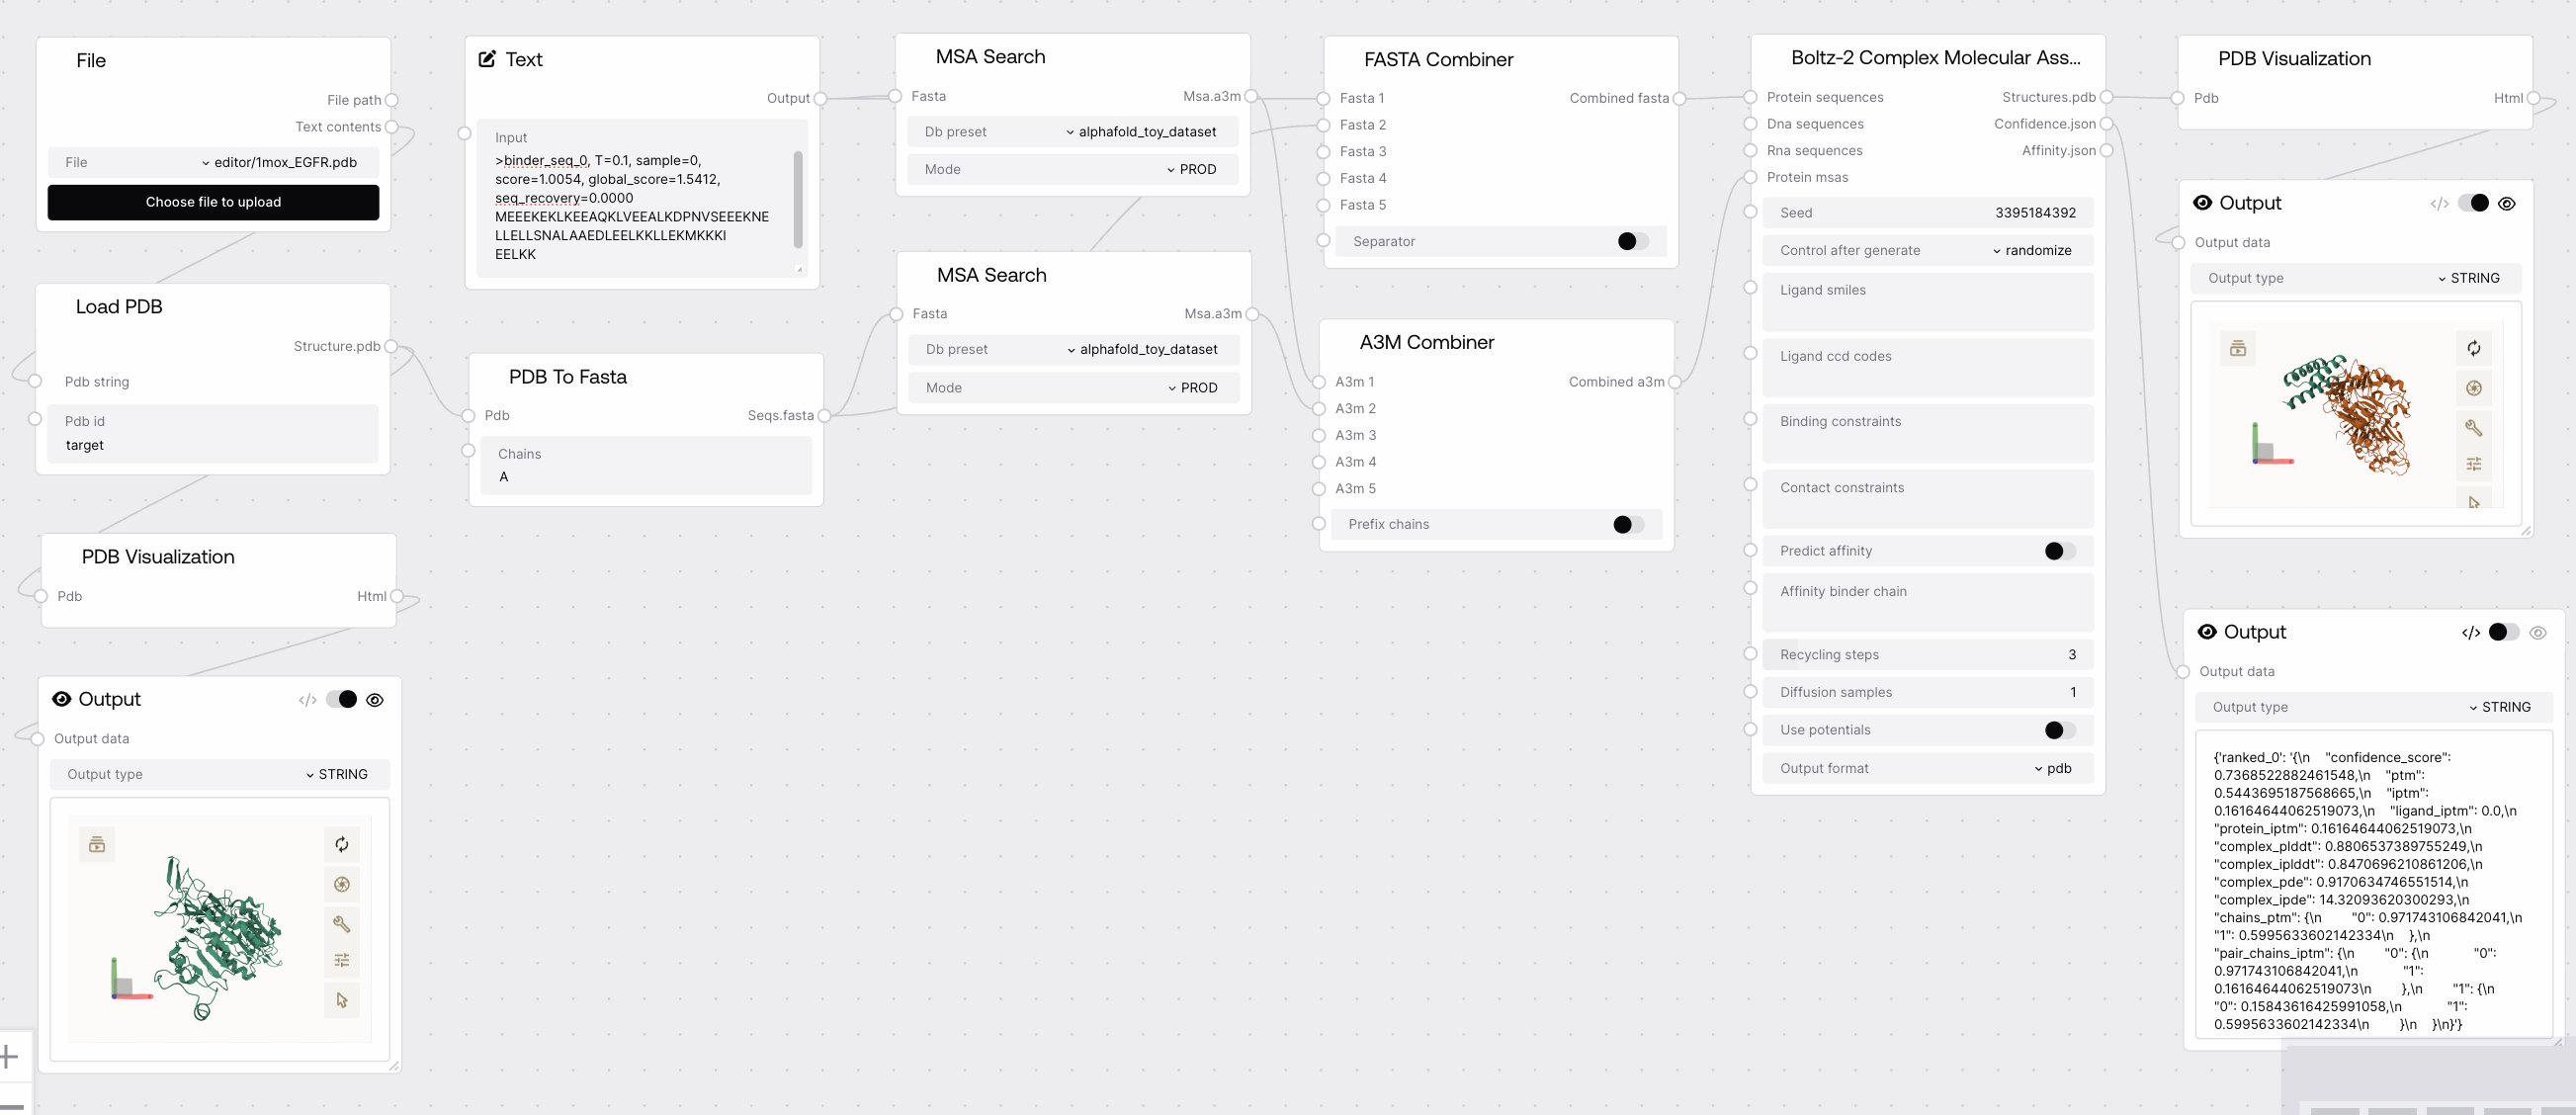 File
File path
Text contents
File
editor/1mox_EGFR.pdb
Choose file to upload
Load PDB
Structure.pdb
Pdb string
Pdb id
target
PDB Visualization
Pdb
Html
Output
</>
Output data
Output type
STRING
Text
Output
Input
>binder_seq_0, T=0.1, sample=0,
score=1.0054, global_score=1.5412,
seq_recovery=0.0000
MEEEKEKLKEEAQKLVEEALKDPNVSEEEKNE
LLELLSNALAAEDLEELKKLLEKMKKKI
EELKK
PDB To Fasta
Pdb
Seqs.fasta
Chains
A
MSA Search
Fasta
Msa.a3m
Db preset
alphafold_toy_dataset
Mode
PROD
MSA Search
Fasta
Msa.a3m
Db preset
alphafold_toy_dataset
Mode
PROD
FASTA Combiner
Fasta 1
Combined fasta
Fasta 2
Fasta 3
Fasta 4
Fasta 5
Separator
A3M Combiner
A3m 1
Combined a3m
A3m 2
A3m 3
A3m 4
A3m 5
Prefix chains
Boltz-2 Complex Molecular Ass...
Protein sequences
Structures.pdb
Dna sequences
Confidence.json
Rna sequences
Affinity.json
Protein msas
Seed
3395184392
Control after generate
randomize
Ligand smiles
Ligand ccd codes
Binding constraints
Contact constraints
Predict affinity
Affinity binder chain
Recycling steps
3
Diffusion samples
1
Use potentials
Output format
pdb
PDB Visualization
Pdb
Html
Output
</>
Output data
Output type
STRING
Output
</>
Output data
Output type
STRING
{'ranked_0': '{\n    "confidence_score":
0.7368522882461548,\n    "ptm":
0.5443695187568665,\n    "iptm":
0.16164644062519073,\n    "ligand_iptm": 0.0,\n
"protein_iptm": 0.16164644062519073,\n
"complex_plddt": 0.8806537389755249,\n
"complex_iplddt": 0.8470696210861206,\n
"complex_pde": 0.9170634746551514,\n
"complex_ipde": 14.32093620300293,\n
"chains_ptm": {\n        "0": 0.971743106842041,\n
"1": 0.5995633602142334\n    },\n
"pair_chains_iptm": {\n        "0": {\n            "0":
0.971743106842041,\n            "1":
0.16164644062519073\n        },\n        "1": {\n
"0": 0.15843616425991058,\n            "1":
0.5995633602142334\n        }\n    }\n}'}